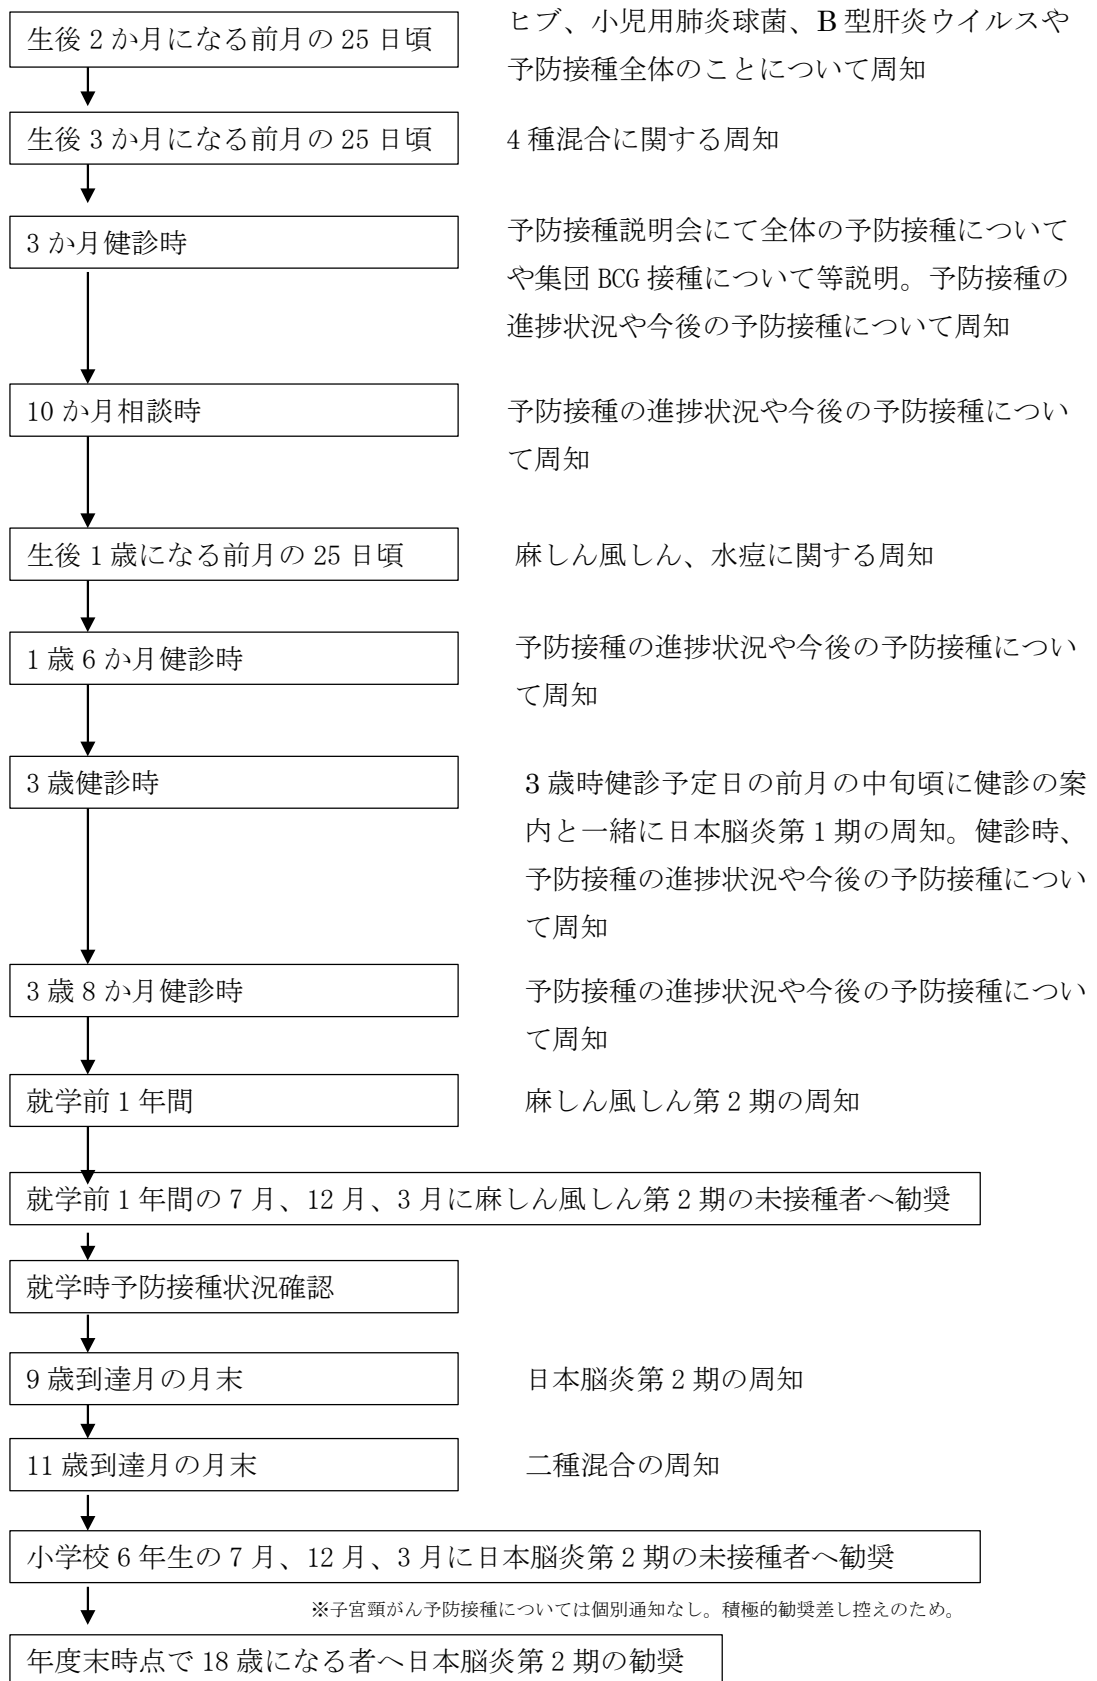 生後 2 か月になる前月の 25 日頃
ヒブ、小児用肺炎球菌、B 型肝炎ウイルスや
予防接種全体のことについて周知
生後 3 か月になる前月の 25 日頃
4 種混合に関する周知
3 か月健診時
予防接種説明会にて全体の予防接種について
や集団 BCG 接種について等説明。予防接種の
進捗状況や今後の予防接種について周知
10 か月相談時
予防接種の進捗状況や今後の予防接種につい
て周知
生後 1 歳になる前月の 25 日頃
麻しん風しん、水痘に関する周知
1 歳 6 か月健診時
予防接種の進捗状況や今後の予防接種につい
て周知
3 歳健診時
3 歳時健診予定日の前月の中旬頃に健診の案
内と一緒に日本脳炎第 1 期の周知。健診時、
予防接種の進捗状況や今後の予防接種につい
て周知
3 歳 8 か月健診時
予防接種の進捗状況や今後の予防接種につい
て周知
就学前 1 年間
麻しん風しん第 2 期の周知
就学前 1 年間の 7 月、12 月、3 月に麻しん風しん第 2 期の未接種者へ勧奨
就学時予防接種状況確認
9 歳到達月の月末
日本脳炎第 2 期の周知
11 歳到達月の月末
二種混合の周知
小学校 6 年生の 7 月、12 月、3 月に日本脳炎第 2 期の未接種者へ勧奨
※子宮頸がん予防接種については個別通知なし。積極的勧奨差し控えのため。
年度末時点で 18 歳になる者へ日本脳炎第 2 期の勧奨